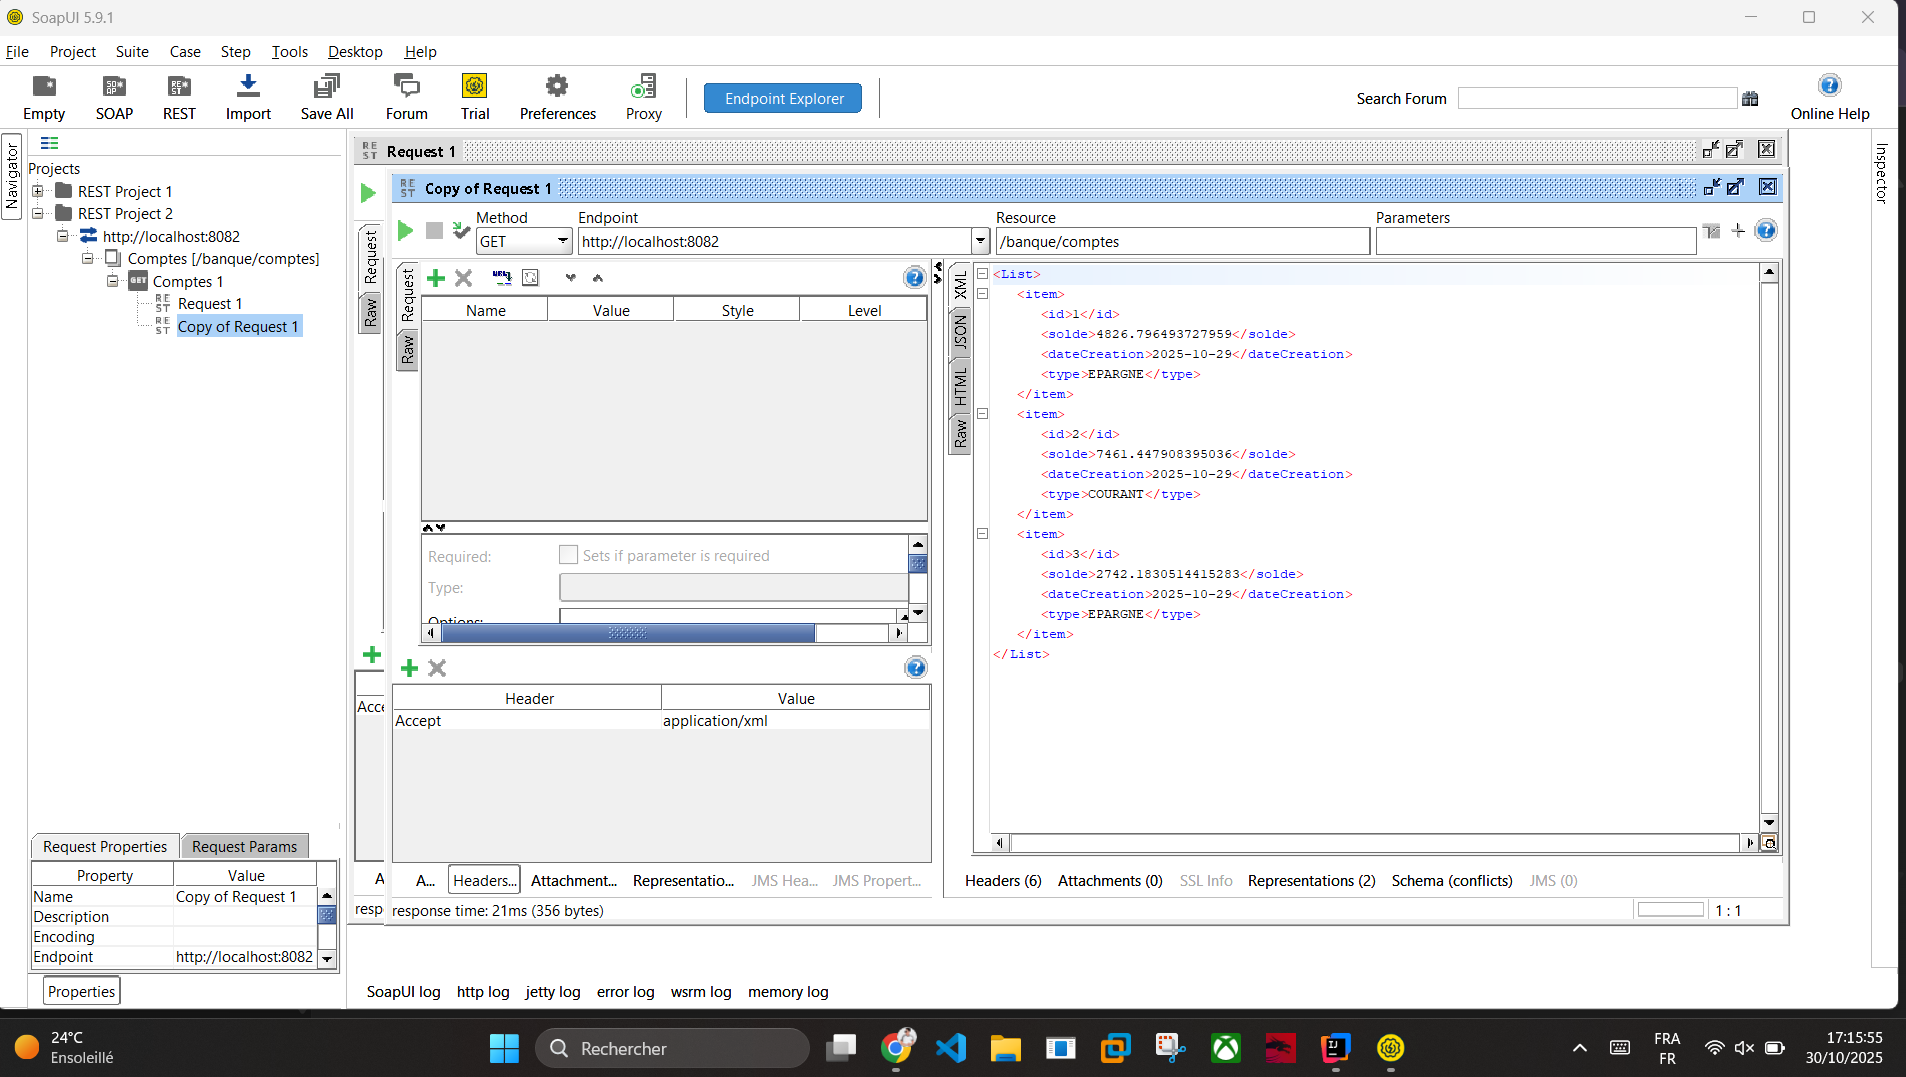 SoapUI 5.9.1
File Project Suite Case Step Tools Desktop Help
Empty SOAP REST Import Save All Forum Trial Preferences Proxy
Endpoint Explorer
Search Forum
Online Help
Navigator
Projects
REST Project 1
REST Project 2
http://localhost:8082
Comptes [/banque/comptes]
GET Comptes 1
REST Request 1
REST Copy of Request 1
Inspector
REST Request 1
Request
Raw
REST Copy of Request 1
Method Endpoint Resource Parameters
GET http://localhost:8082 /banque/comptes
Request
Raw
Name Value Style Level
Required: Sets if parameter is required
Type:
Options:
Header Value
Accept application/xml
XML
JSON
HTML
Raw
<List>
<item>
<id>1</id>
<solde>4826.796493727959</solde>
<dateCreation>2025-10-29</dateCreation>
<type>EPARGNE</type>
</item>
<item>
<id>2</id>
<solde>7461.447908395036</solde>
<dateCreation>2025-10-29</dateCreation>
<type>COURANT</type>
</item>
<item>
<id>3</id>
<solde>2742.1830514415283</solde>
<dateCreation>2025-10-29</dateCreation>
<type>EPARGNE</type>
</item>
</List>
Acce
A
resp
A... Headers... Attachment... Representatio... JMS Hea... JMS Propert...
Headers (6) Attachments (0) SSL Info Representations (2) Schema (conflicts) JMS (0)
response time: 21ms (356 bytes)
1 : 1
Request Properties Request Params
Property Value
Name Copy of Request 1
Description
Encoding
Endpoint http://localhost:8082
Properties
SoapUI log http log jetty log error log wsrm log memory log
24°C
Ensoleillé
Rechercher
FRA
FR
17:15:55
30/10/2025